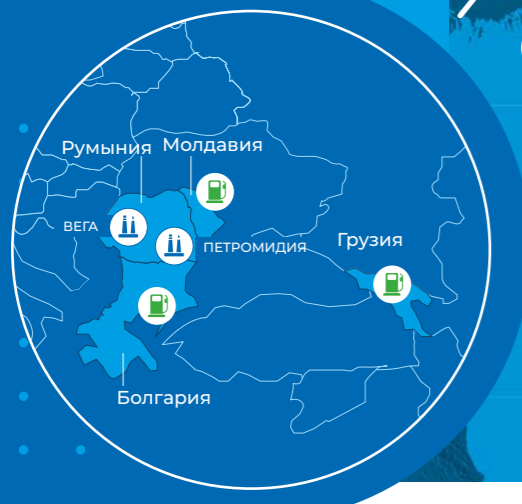 Румыния
Молдавия
ВЕГА
ПЕТРОМИДИЯ
Грузия
Болгария